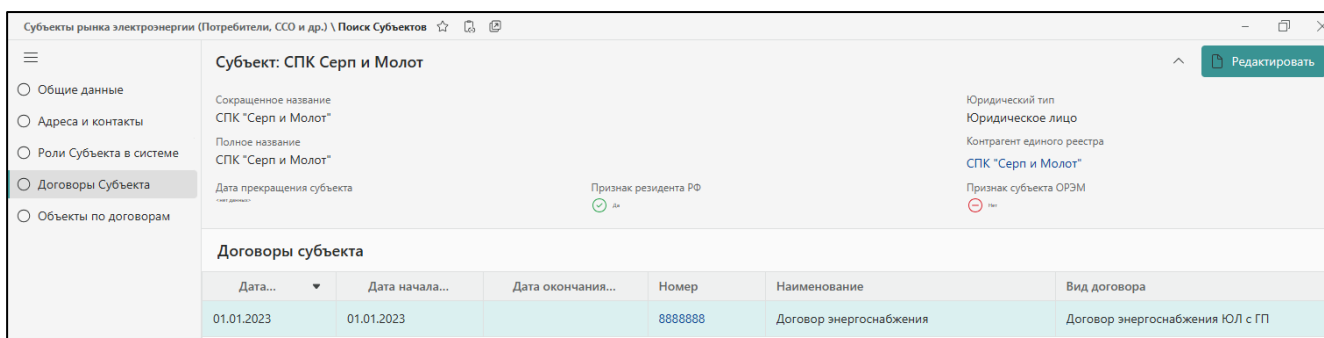 Субъекты рынка электроэнергии (Потребители, ССО и др.) \ Поиск Субъектов
Субъект: СПК Серп и Молот
Редактировать
Общие данные
Адреса и контакты
Роли Субъекта в системе
Договоры Субъекта
Объекты по договорам
Сокращенное название
СПК "Серп и Молот"
Юридический тип
Юридическое лицо
Полное название
СПК "Серп и Молот"
Контрагент единого реестра
СПК "Серп и Молот"
Дата прекращения субъекта
<нет данных>
Признак резидента РФ
Да
Признак субъекта ОРЭМ
Нет
Договоры субъекта
Дата... Дата начала... Дата окончания... Номер Наименование Вид договора
01.01.2023 01.01.2023 8888888 Договор энергоснабжения Договор энергоснабжения ЮЛ с ГП